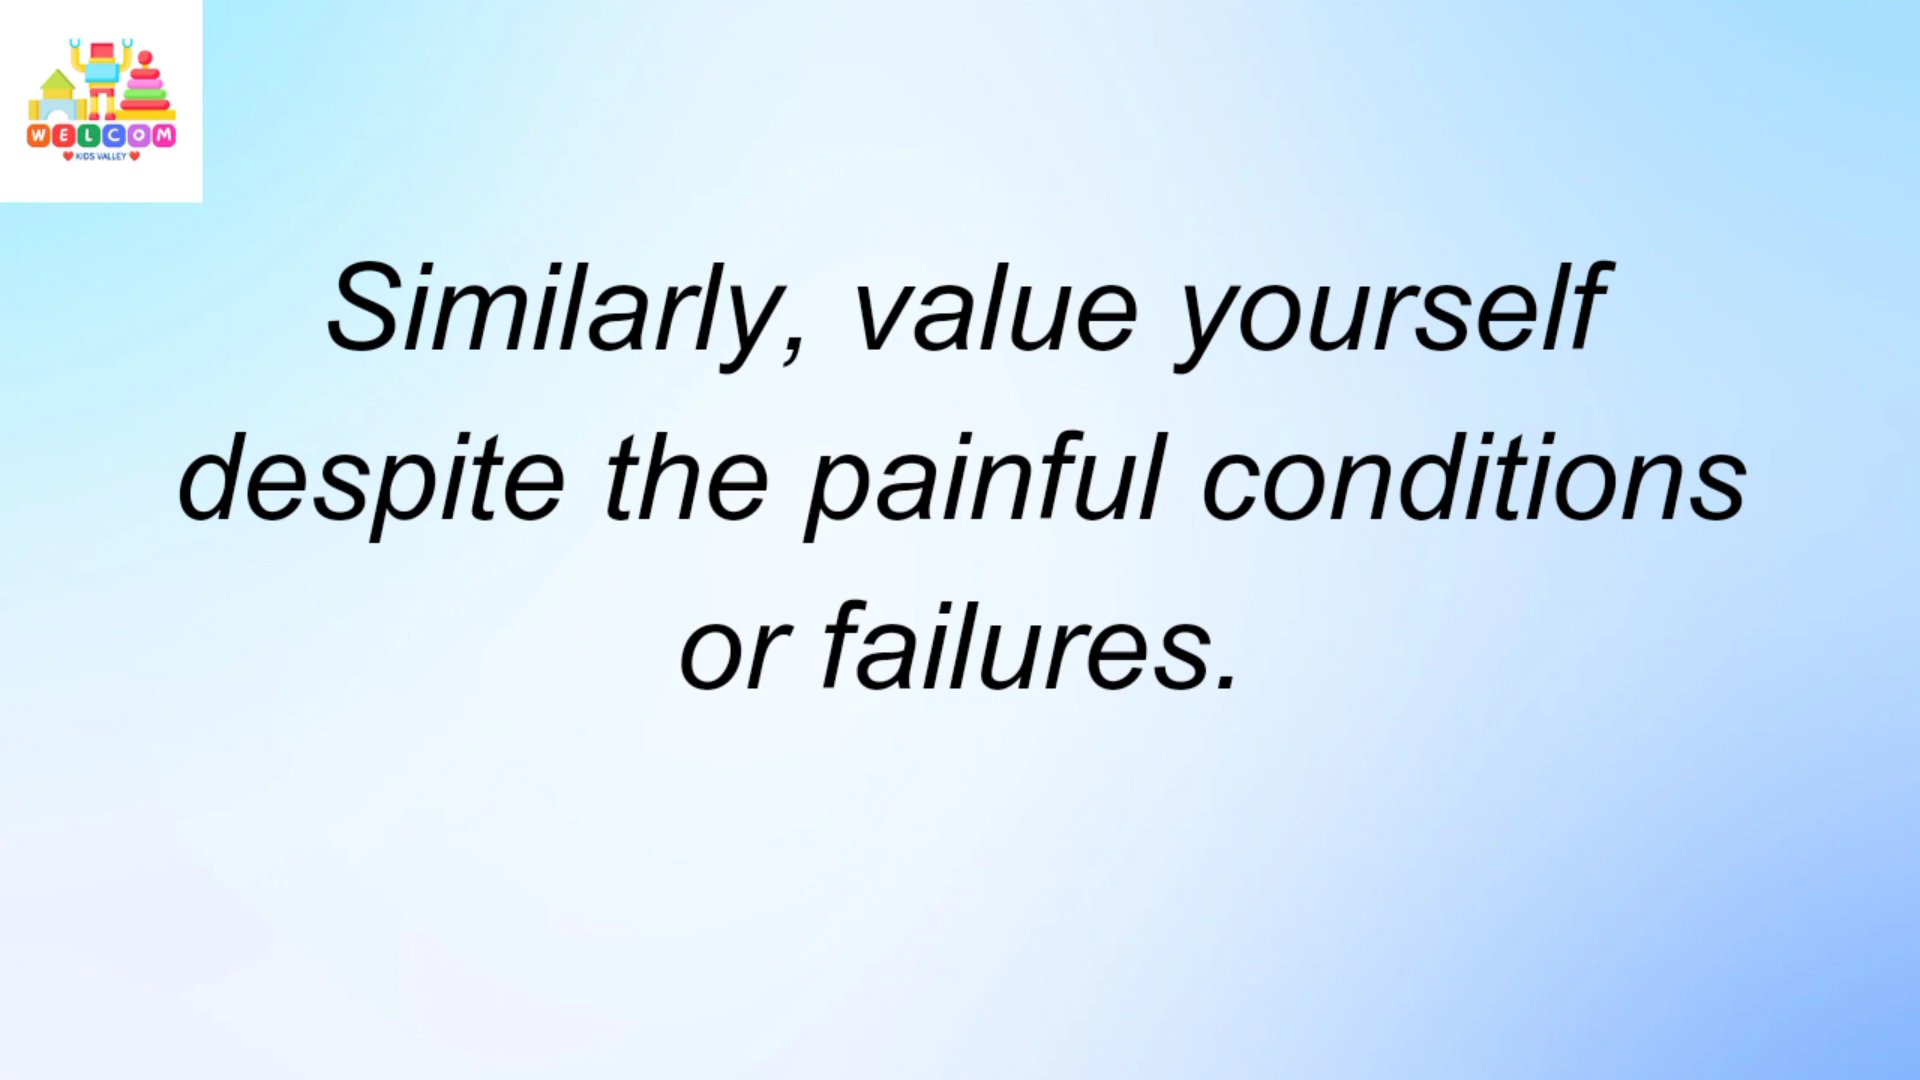 WELCOM
KIDS VALLEY
Similarly, value yourself
despite the painful conditions
or failures.